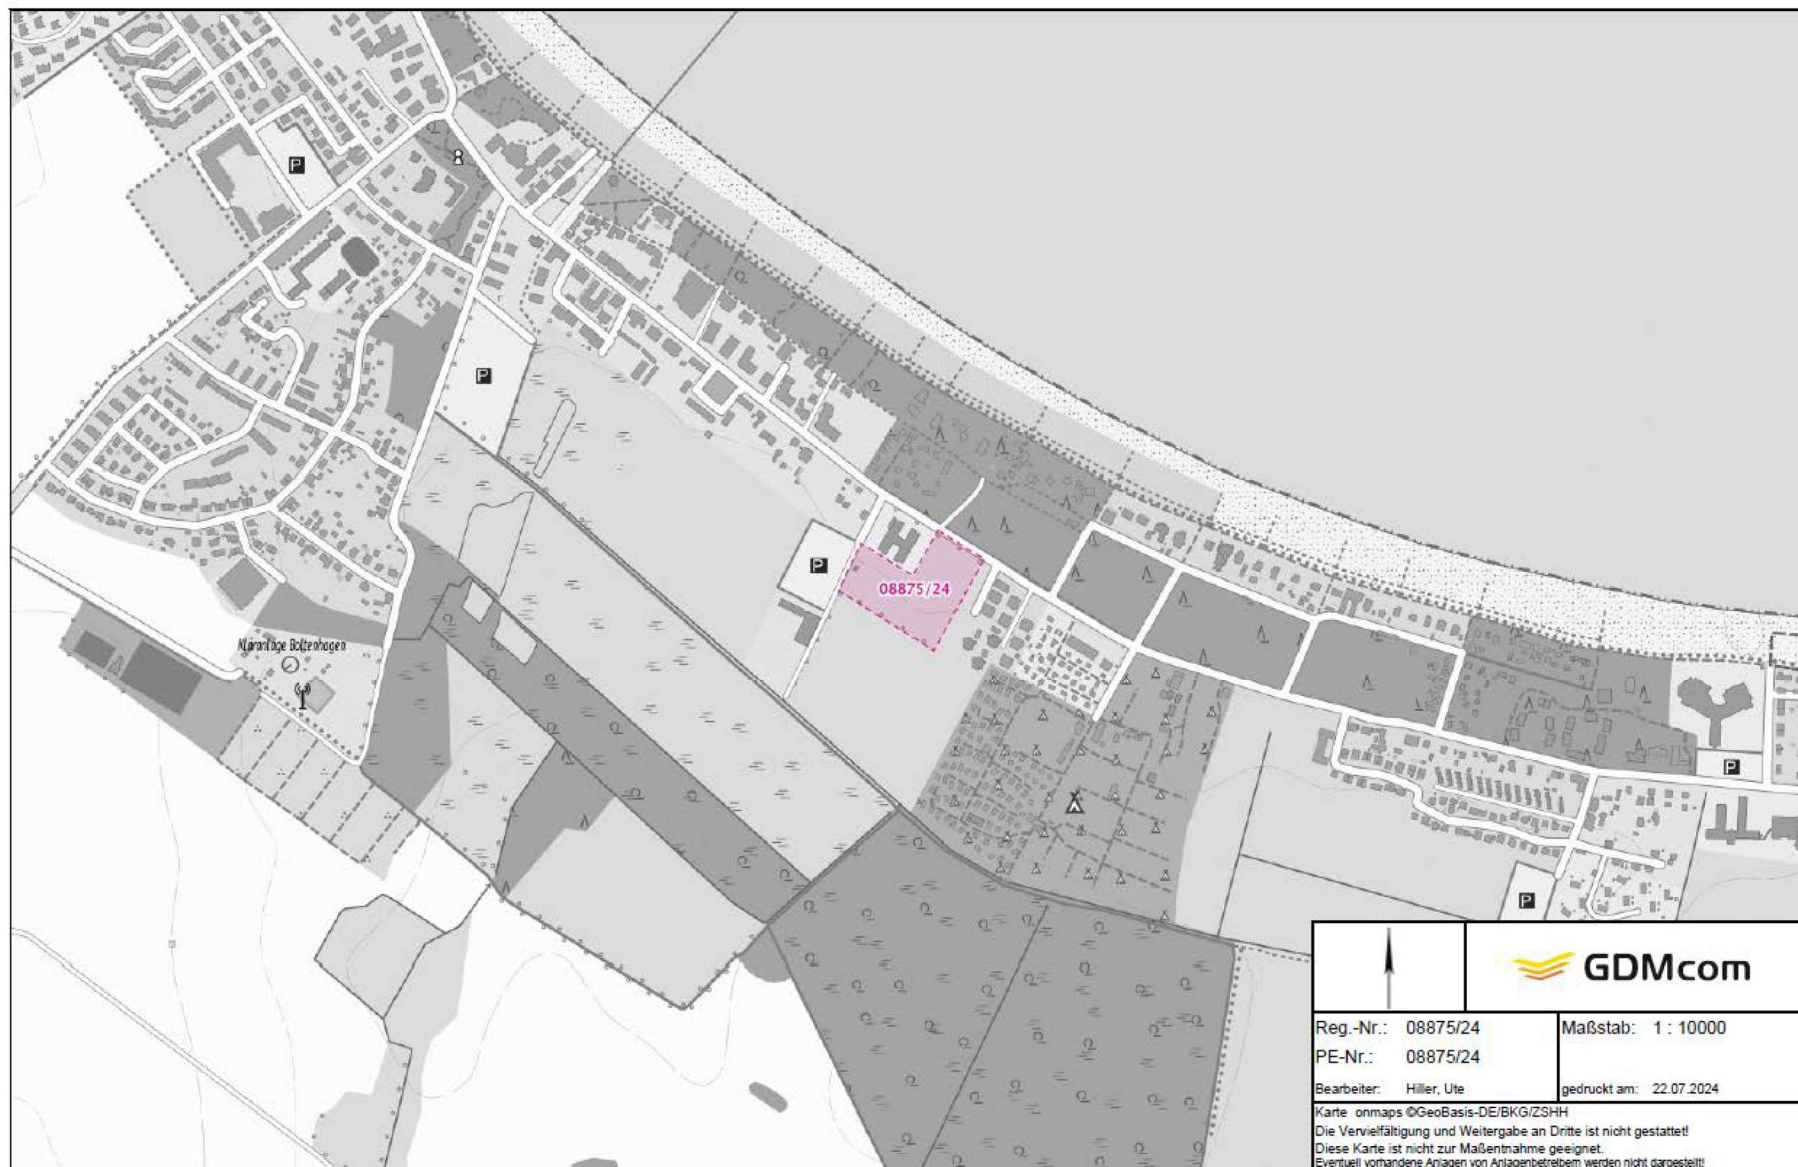 P
P
P
08875/24
Kläranlage Boltenhagen
P
P
GDMcom
Reg.-Nr.: 08875/24
Maßstab: 1 : 10000
PE-Nr.: 08875/24
Bearbeiter: Hiller, Ute
gedruckt am: 22.07.2024
Karte onmaps ©GeoBasis-DE/BKG/ZSHH
Die Vervielfältigung und Weitergabe an Dritte ist nicht gestattet!
Diese Karte ist nicht zur Maßentnahme geeignet.
Eventuell vorhandene Anlagen von Anlagenbetreibern werden nicht dargestellt!